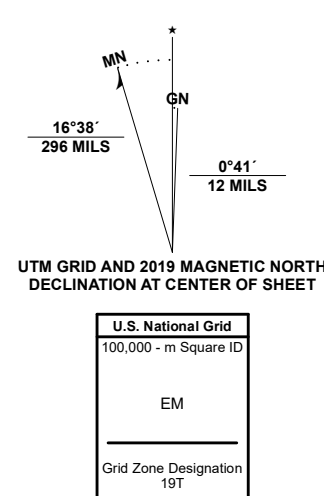 ★
MN
GN
16°38´
296 MILS
0°41´
12 MILS
UTM GRID AND 2019 MAGNETIC NORTH
DECLINATION AT CENTER OF SHEET
U.S. National Grid
100,000 - m Square ID
EM
Grid Zone Designation
19T